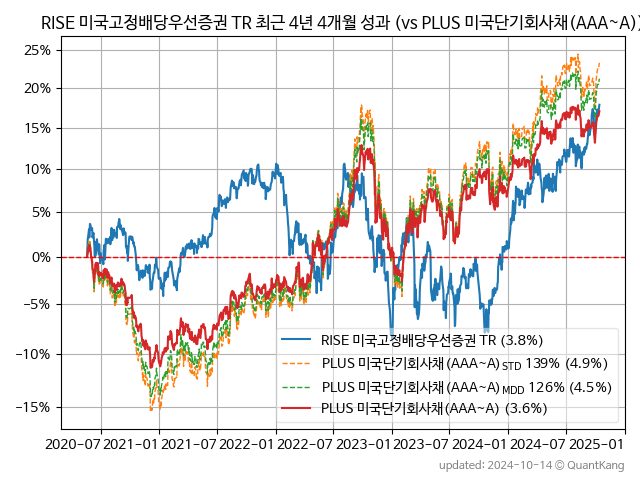 RISE 미국고정배당우선증권 TR 최근 4년 4개월 성과 (vs PLUS 미국단기회사채(AAA~A))
25%
20%
15%
10%
5%
0%
−5%
−10%
−15%
RISE 미국고정배당우선증권 TR (3.8%)
PLUS 미국단기회사채(AAA~A) STD 139% (4.9%)
PLUS 미국단기회사채(AAA~A) MDD 126% (4.5%)
PLUS 미국단기회사채(AAA~A) (3.6%)
2020-07 2021-01 2021-07 2022-01 2022-07 2023-01 2023-07 2024-01 2024-07 2025-01
updated: 2024-10-14 © QuantKang